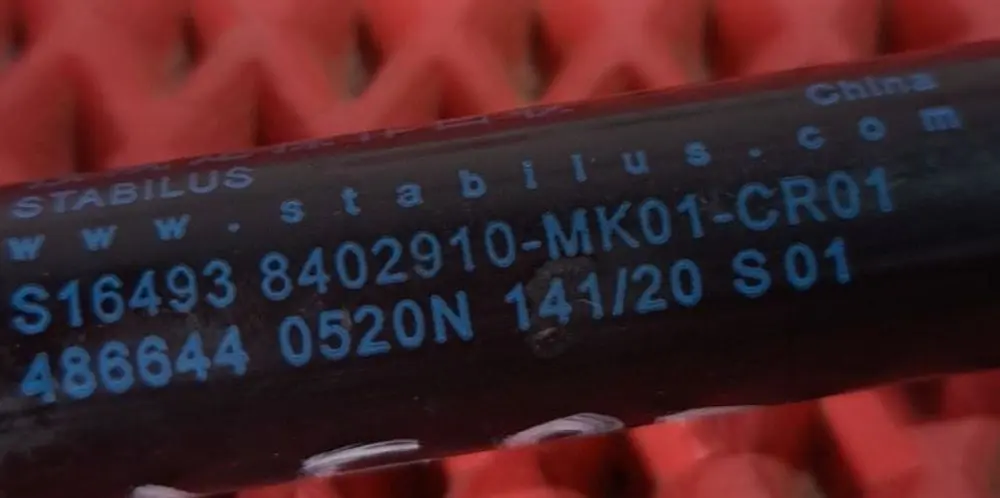 STABILUS China
www.stabilus.com
S16493 8402910-MK01-CR01
486644 0520N 141/20 S01